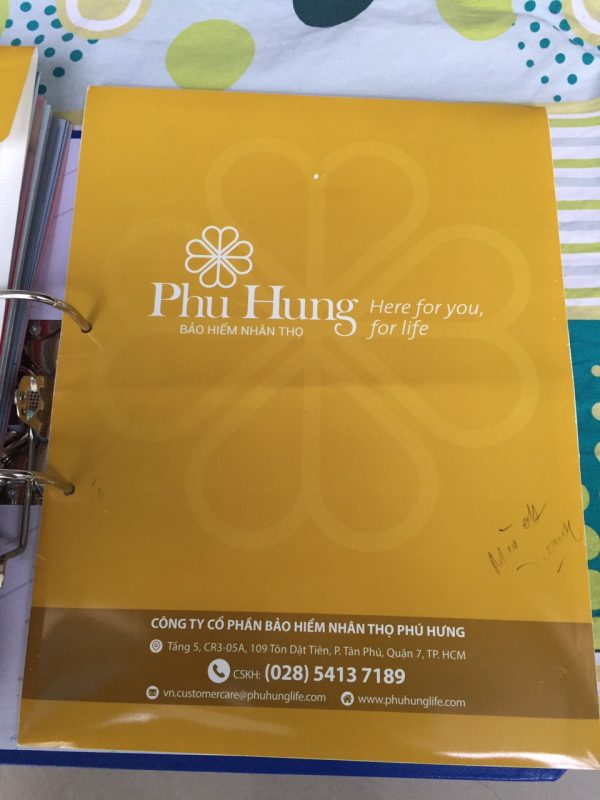 Phu Hung
BẢO HIỂM NHÂN THỌ
Here for you,
for life
CÔNG TY CỔ PHẦN BẢO HIỂM NHÂN THỌ PHÚ HƯNG
Tầng 5, CR3-05A, 109 Tôn Dật Tiên, P. Tân Phú, Quận 7, TP. HCM
CSKH: (028) 5413 7189
vn.customercare@phuhunglife.com www.phuhunglife.com